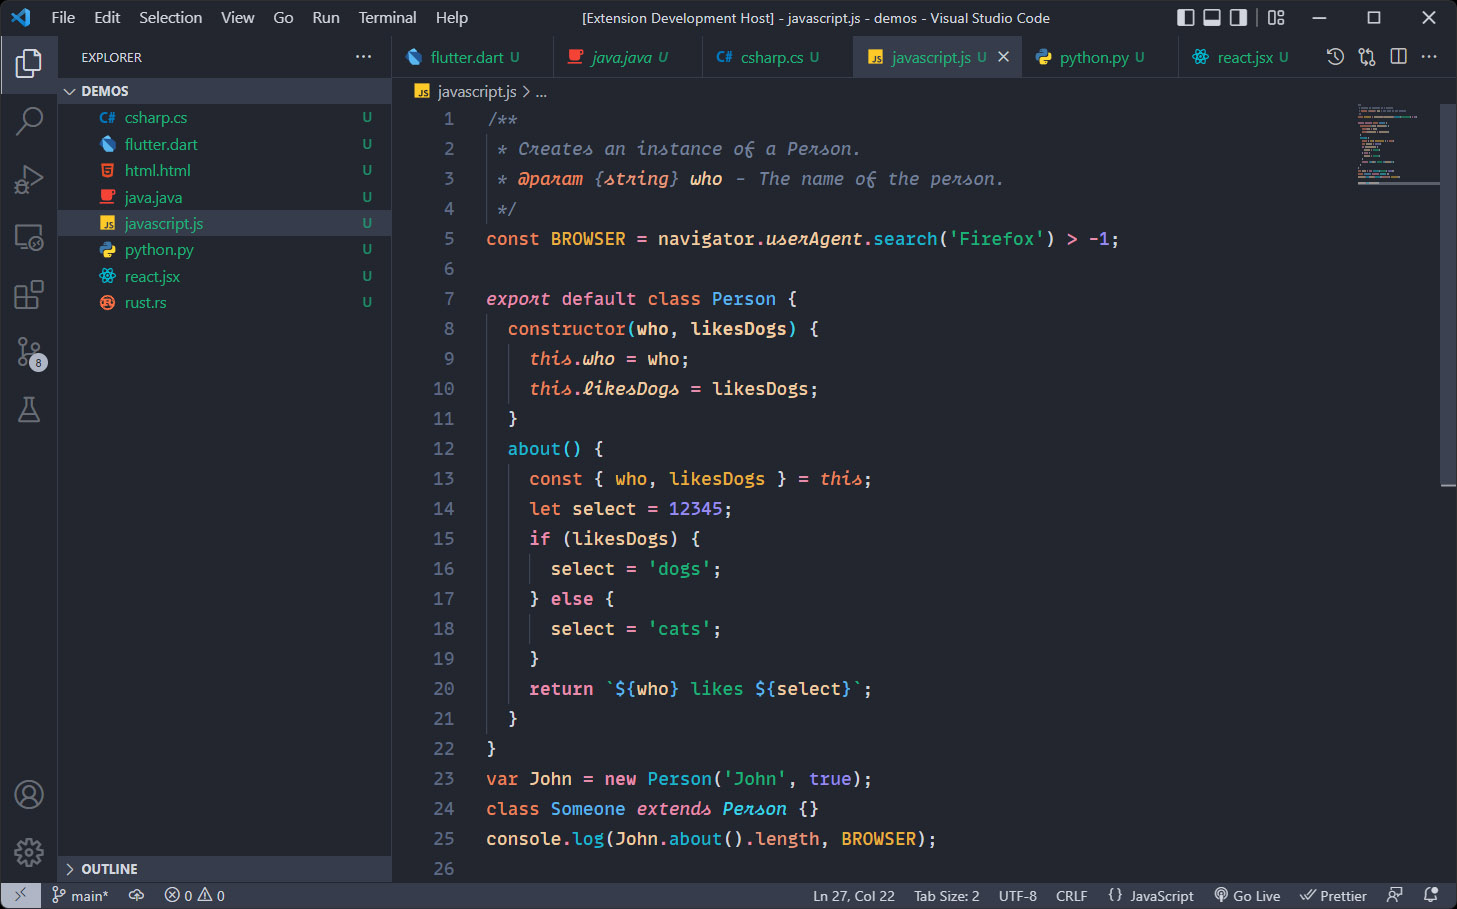 File Edit Selection View Go Run Terminal Help [Extension Development Host] - javascript.js - demos - Visual Studio Code
EXPLORER
flutter.dart U java.java U C# csharp.cs U JS javascript.js U python.py U react.jsx U
DEMOS
C# csharp.cs U
flutter.dart U
html.html U
java.java U
JS javascript.js U
python.py U
react.jsx U
rust.rs U
8
OUTLINE
JS javascript.js > ...
1 /**
2 * Creates an instance of a Person.
3 * @param {string} who - The name of the person.
4 */
5 const BROWSER = navigator.userAgent.search('Firefox') > -1;
6
7 export default class Person {
8 constructor(who, likesDogs) {
9 this.who = who;
10 this.likesDogs = likesDogs;
11 }
12 about() {
13 const { who, likesDogs } = this;
14 let select = 12345;
15 if (likesDogs) {
16 select = 'dogs';
17 } else {
18 select = 'cats';
19 }
20 return `${who} likes ${select}`;
21 }
22 }
23 var John = new Person('John', true);
24 class Someone extends Person {}
25 console.log(John.about().length, BROWSER);
26
main* 0 0 Ln 27, Col 22 Tab Size: 2 UTF-8 CRLF {} JavaScript Go Live Prettier